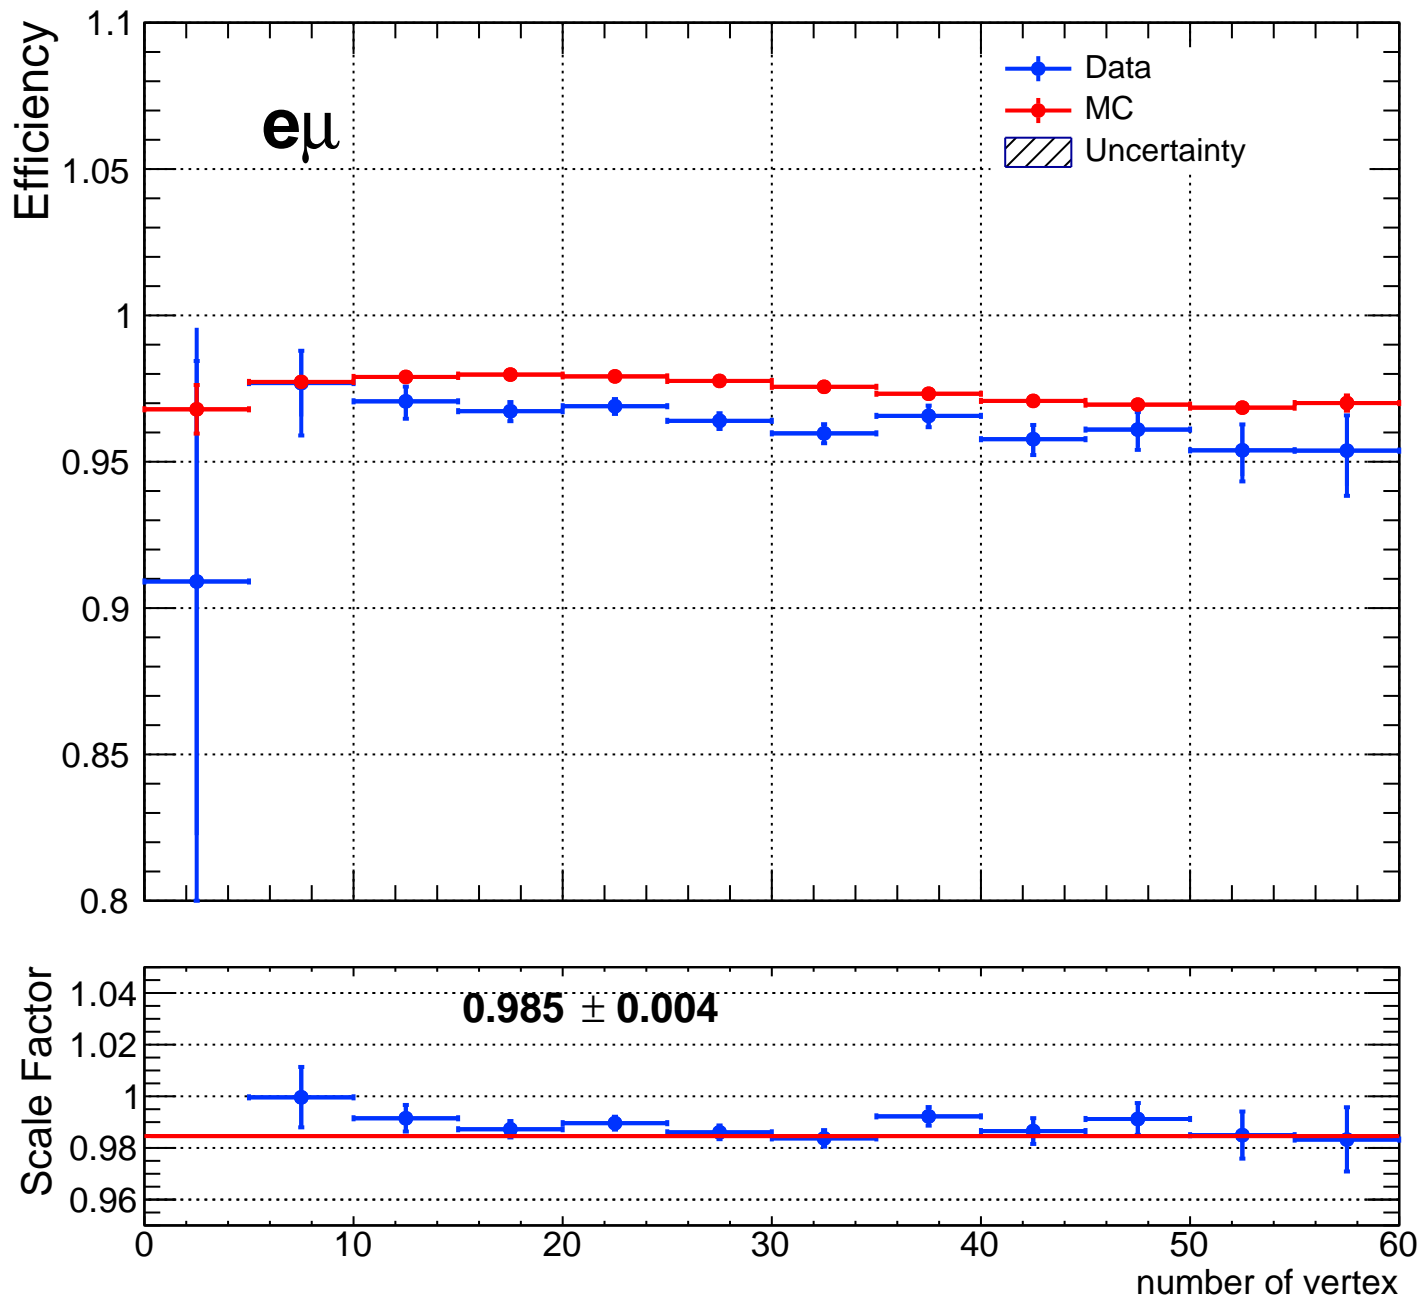 Efficiency
1.1
1.05
1
0.95
0.9
0.85
0.8
eμ
Data
MC
Uncertainty
Scale Factor
1.04
1.02
1
0.98
0.96
0.985 ± 0.004
0 10 20 30 40 50 60
number of vertex